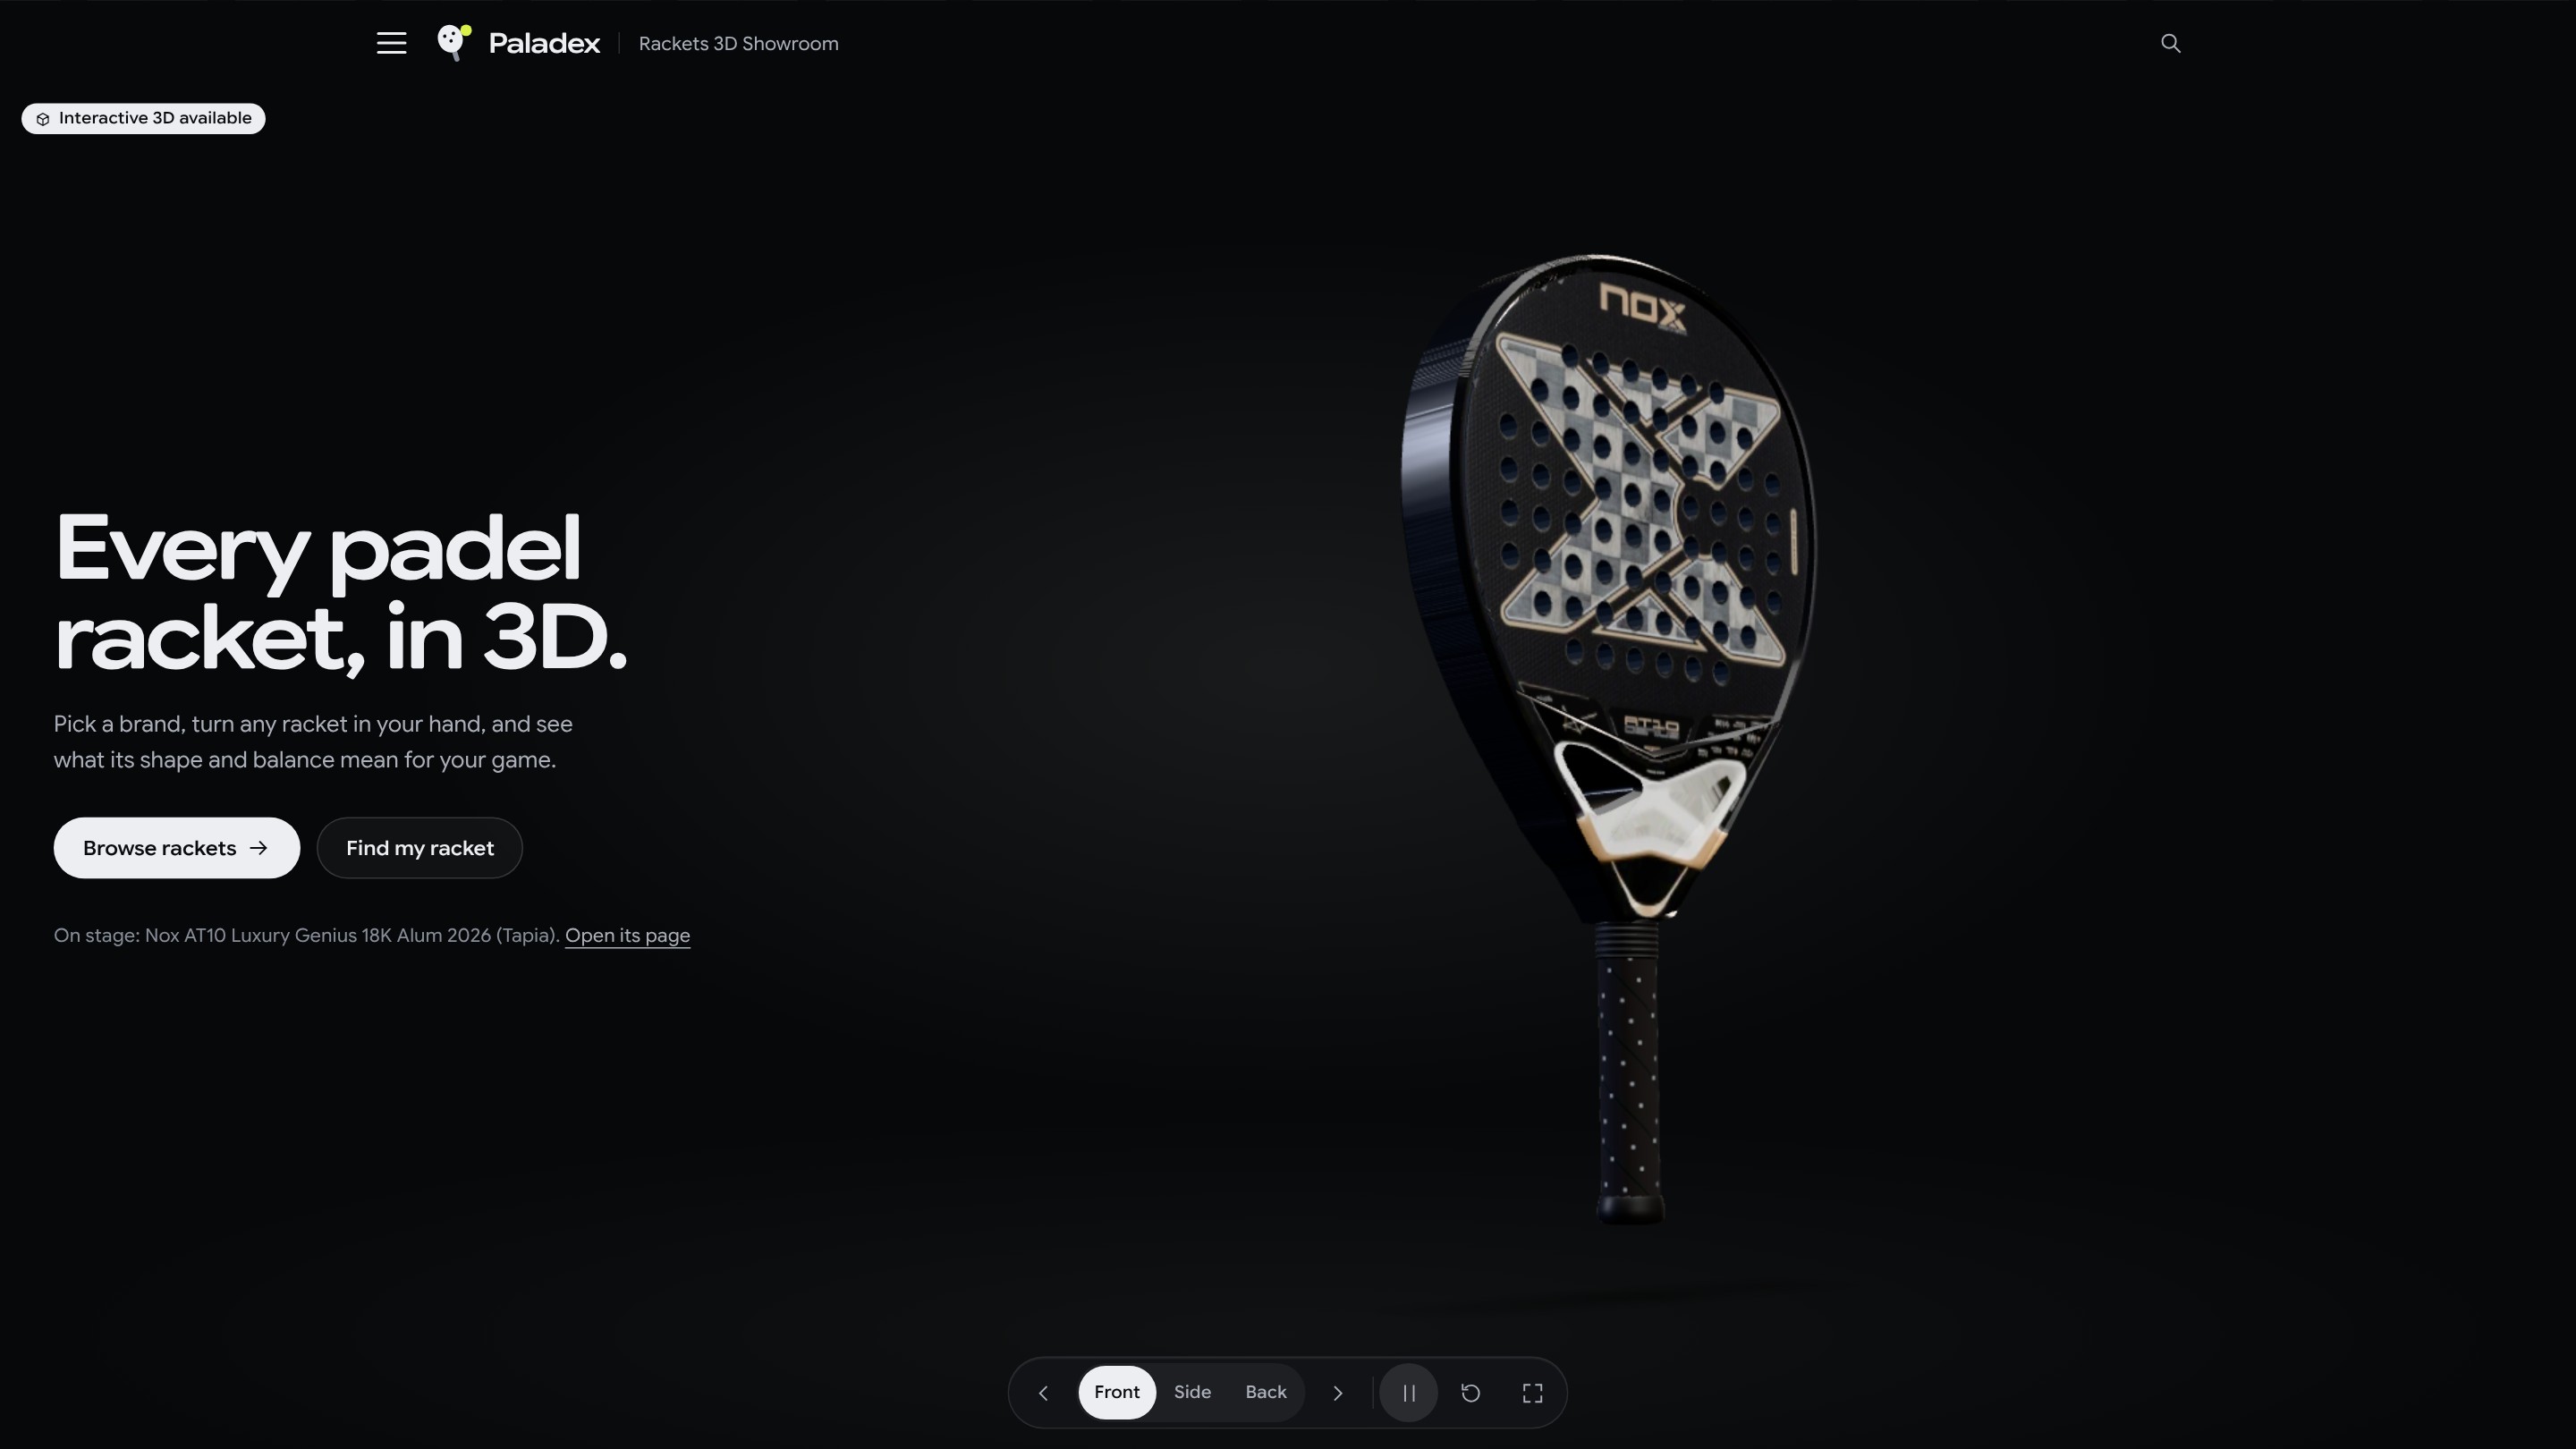 Paladex
Rackets 3D Showroom
Interactive 3D available
nox
Every padel
racket, in 3D.
Pick a brand, turn any racket in your hand, and see
what its shape and balance mean for your game.
AT10
Browse rackets
Find my racket
On stage: Nox AT10 Luxury Genius 18K Alum 2026 (Tapia). Open its page
Front
Side
Back